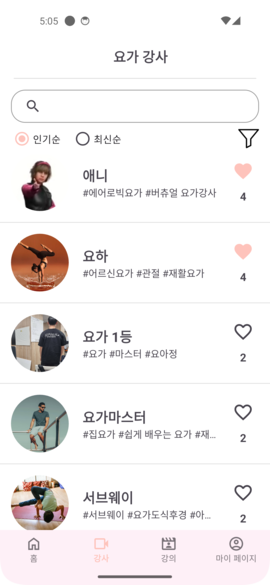 5:05
요가 강사
인기순 최신순
애니
#에어로빅요가 #버츄얼 요가강사
4
요하
#어르신요가 #관절 #재활요가
4
요가 1등
#요가 #마스터 #요아정
2
요가마스터
#집요가 #쉽게 배우는 요가 #재...
2
서브웨이
#서브웨이 #요가도식후경 #아...
2
홈 강사 강의 마이 페이지